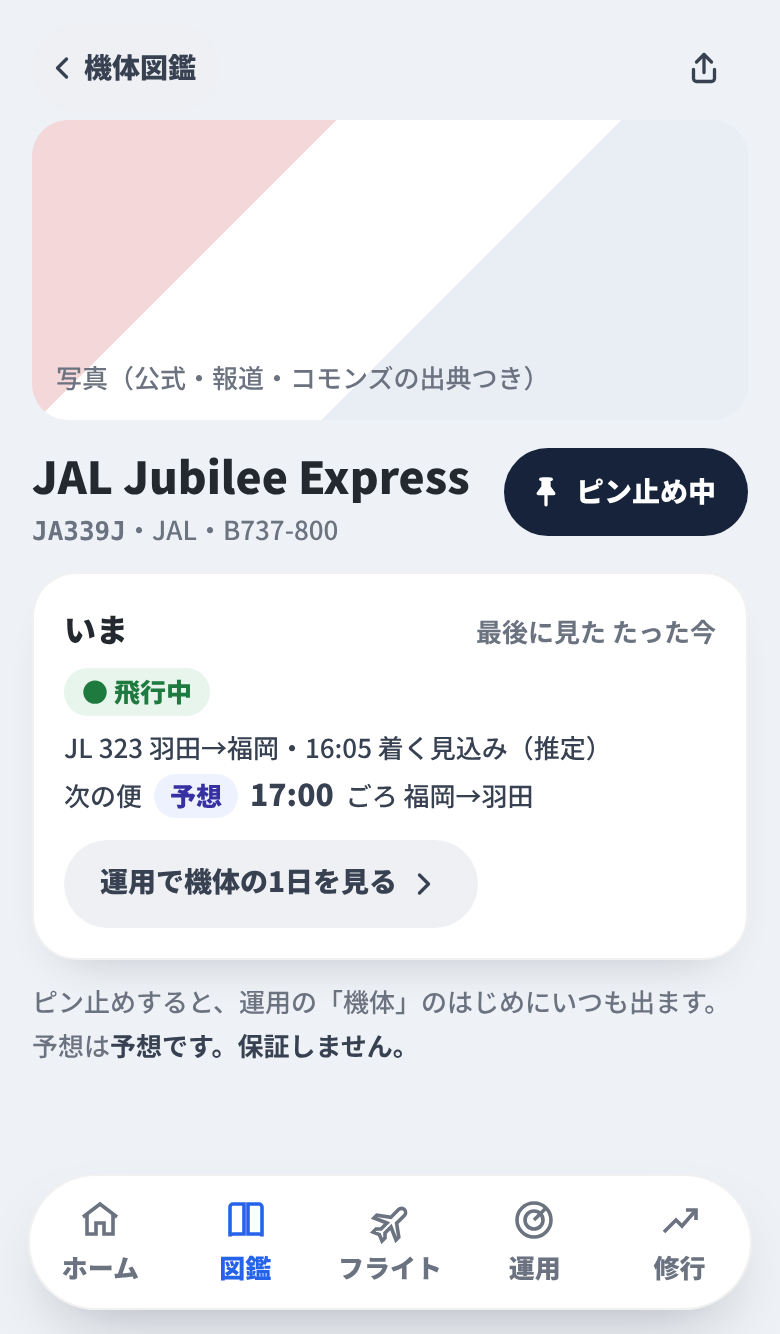 機体図鑑
写真（公式・報道・コモンズの出典つき）
JAL Jubilee Express
ピン止め中
JA339J・JAL・B737-800
いま
最後に見た たった今
飛行中
JL 323 羽田→福岡・16:05 着く見込み（推定）
次の便 予想 17:00 ごろ 福岡→羽田
運用で機体の1日を見る
ピン止めすると、運用の「機体」のはじめにいつも出ます。
予想は予想です。保証しません。
ホーム 図鑑 フライト 運用 修行